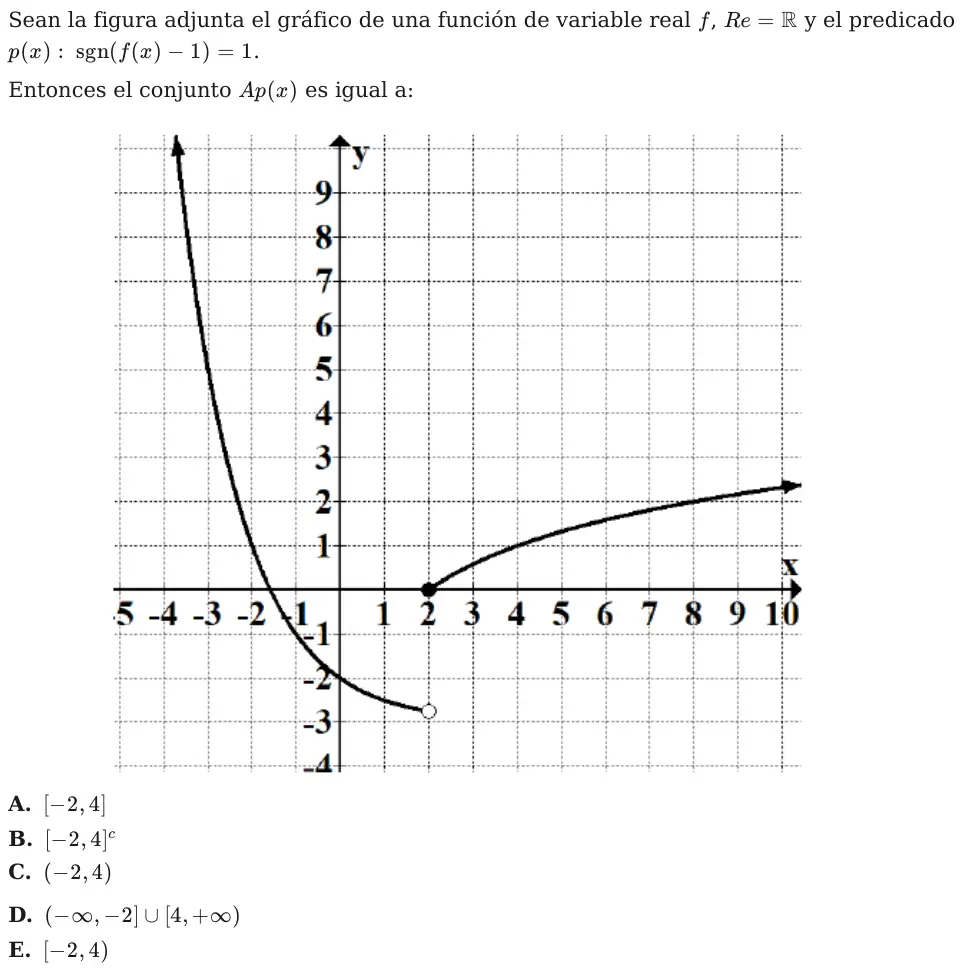 Sean la figura adjunta el gráfico de una función de variable real f, Re = ℝ y el predicado
p(x) : sgn(f(x) − 1) = 1.
Entonces el conjunto Ap(x) es igual a:
y
9
8
7
6
5
4
3
2
1
x
-5 -4 -3 -2 -1 1 2 3 4 5 6 7 8 9 10
-1
-2
-3
-4
A. [−2, 4]
B. [−2, 4]ᶜ
C. (−2, 4)
D. (−∞, −2] ∪ [4, +∞)
E. [−2, 4)